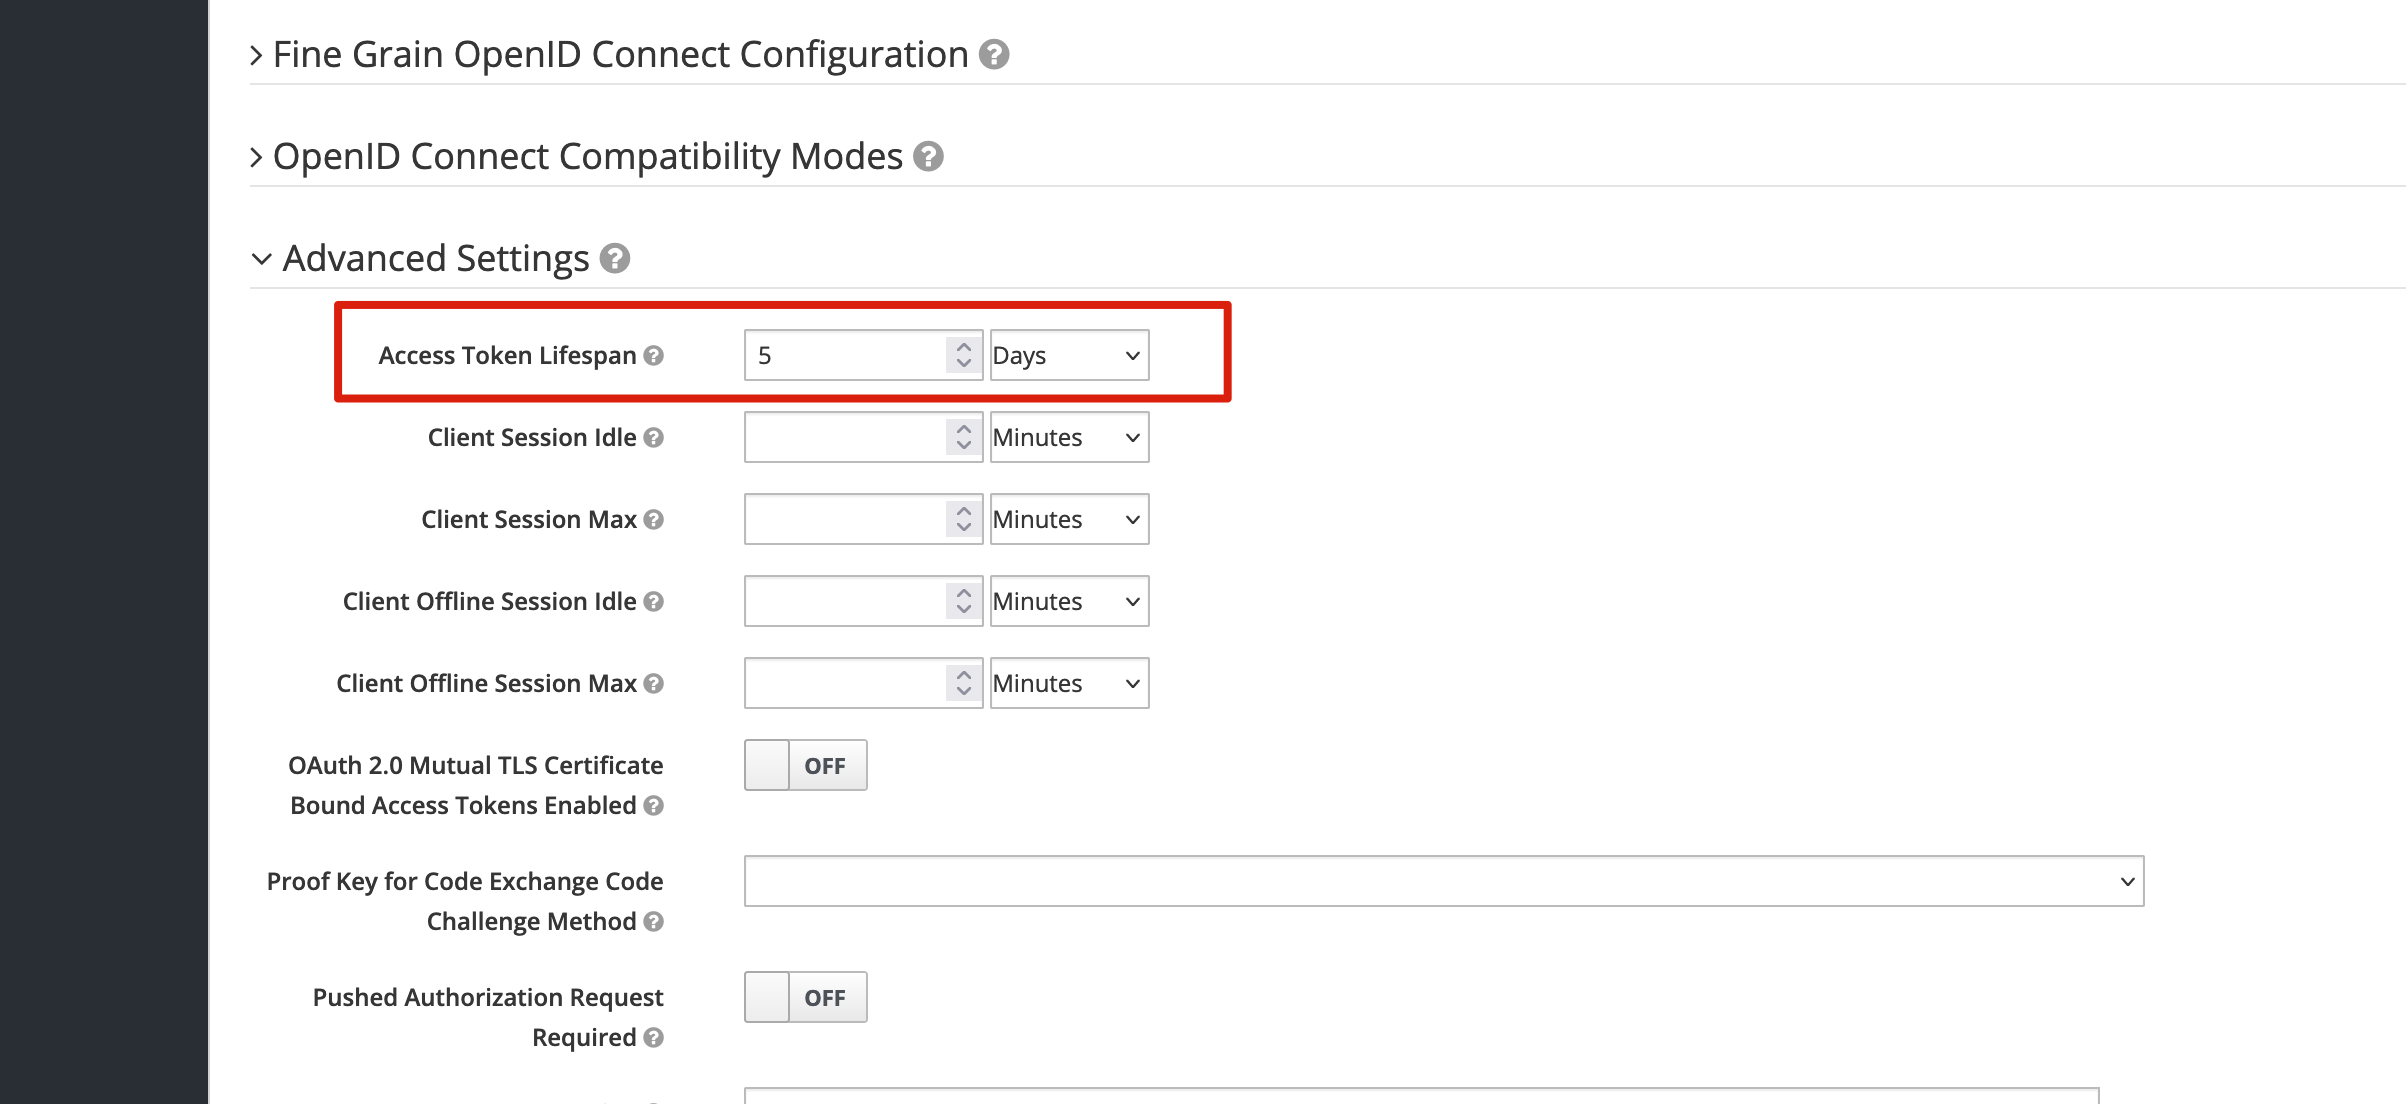 Fine Grain OpenID Connect Configuration ?
OpenID Connect Compatibility Modes ?
Advanced Settings ?
Access Token Lifespan ? 5 Days
Client Session Idle ? Minutes
Client Session Max ? Minutes
Client Offline Session Idle ? Minutes
Client Offline Session Max ? Minutes
OAuth 2.0 Mutual TLS Certificate
Bound Access Tokens Enabled ?
OFF
Proof Key for Code Exchange Code
Challenge Method ?
Pushed Authorization Request
Required ?
OFF